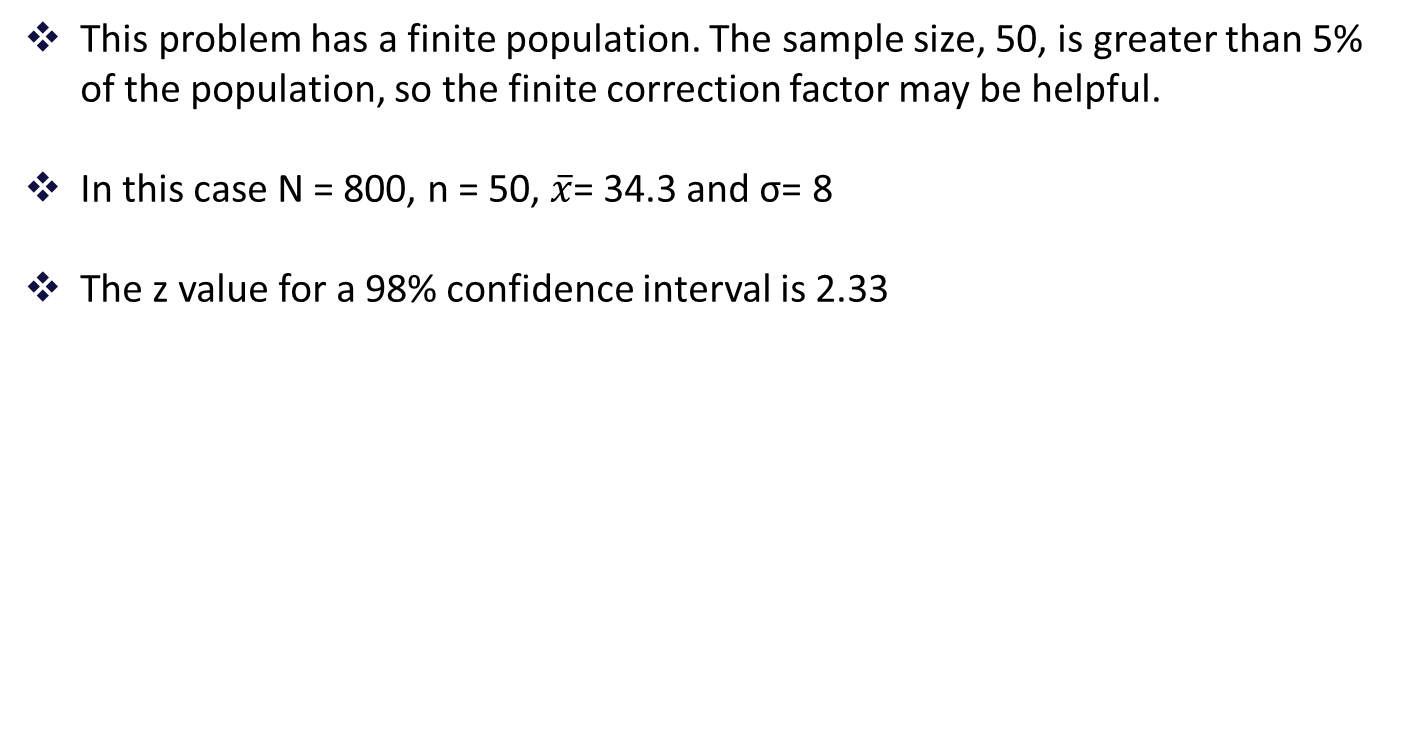 ❖ This problem has a finite population. The sample size, 50, is greater than 5%
of the population, so the finite correction factor may be helpful.
❖ In this case N = 800, n = 50, x̄= 34.3 and σ= 8
❖ The z value for a 98% confidence interval is 2.33